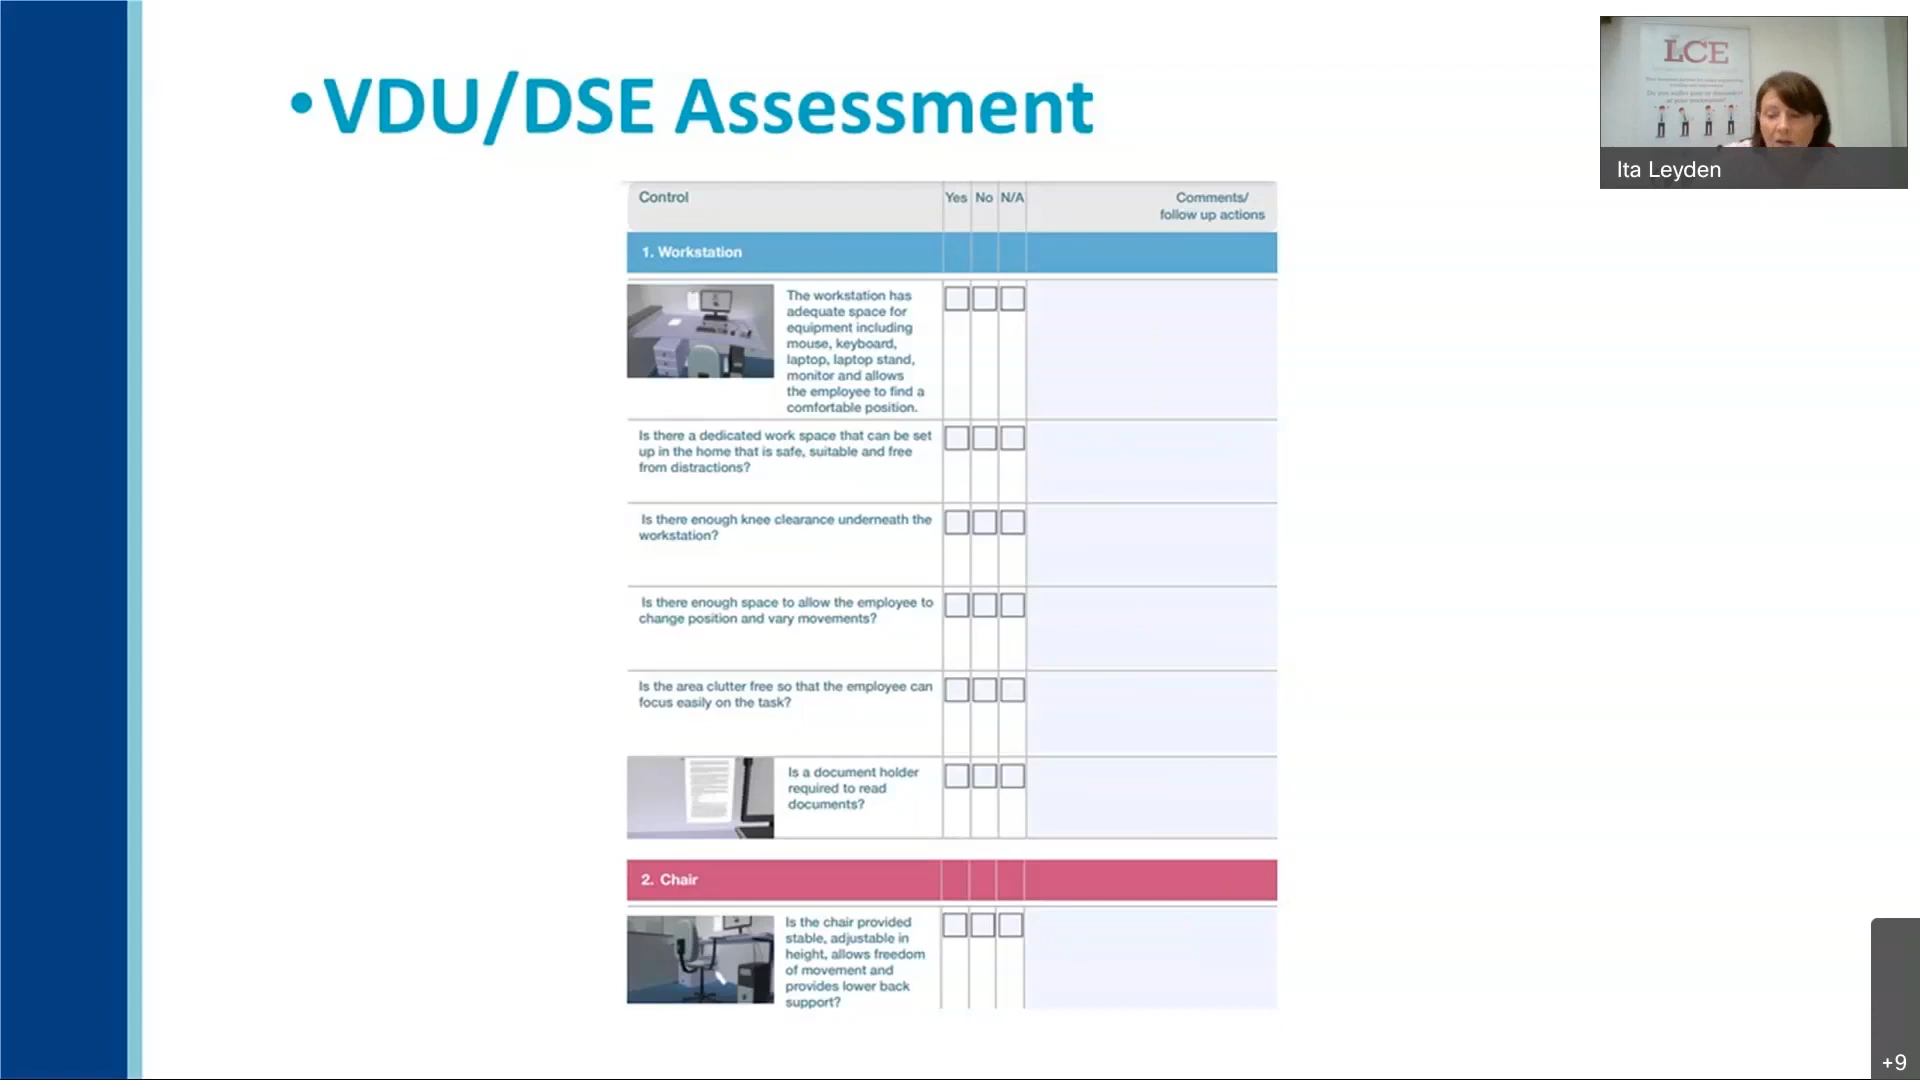 •VDU/DSE Assessment
LCE
Ita Leyden
Control Yes No N/A Comments/
follow up actions
1. Workstation
The workstation has
adequate space for
equipment including
mouse, keyboard,
laptop, laptop stand,
monitor and allows
the employee to find a
comfortable position.
Is there a dedicated work space that can be set
up in the home that is safe, suitable and free
from distractions?
Is there enough knee clearance underneath the
workstation?
Is there enough space to allow the employee to
change position and vary movements?
Is the area clutter free so that the employee can
focus easily on the task?
Is a document holder
required to read
documents?
2. Chair
Is the chair provided
stable, adjustable in
height, allows freedom
of movement and
provides lower back
support?
+9